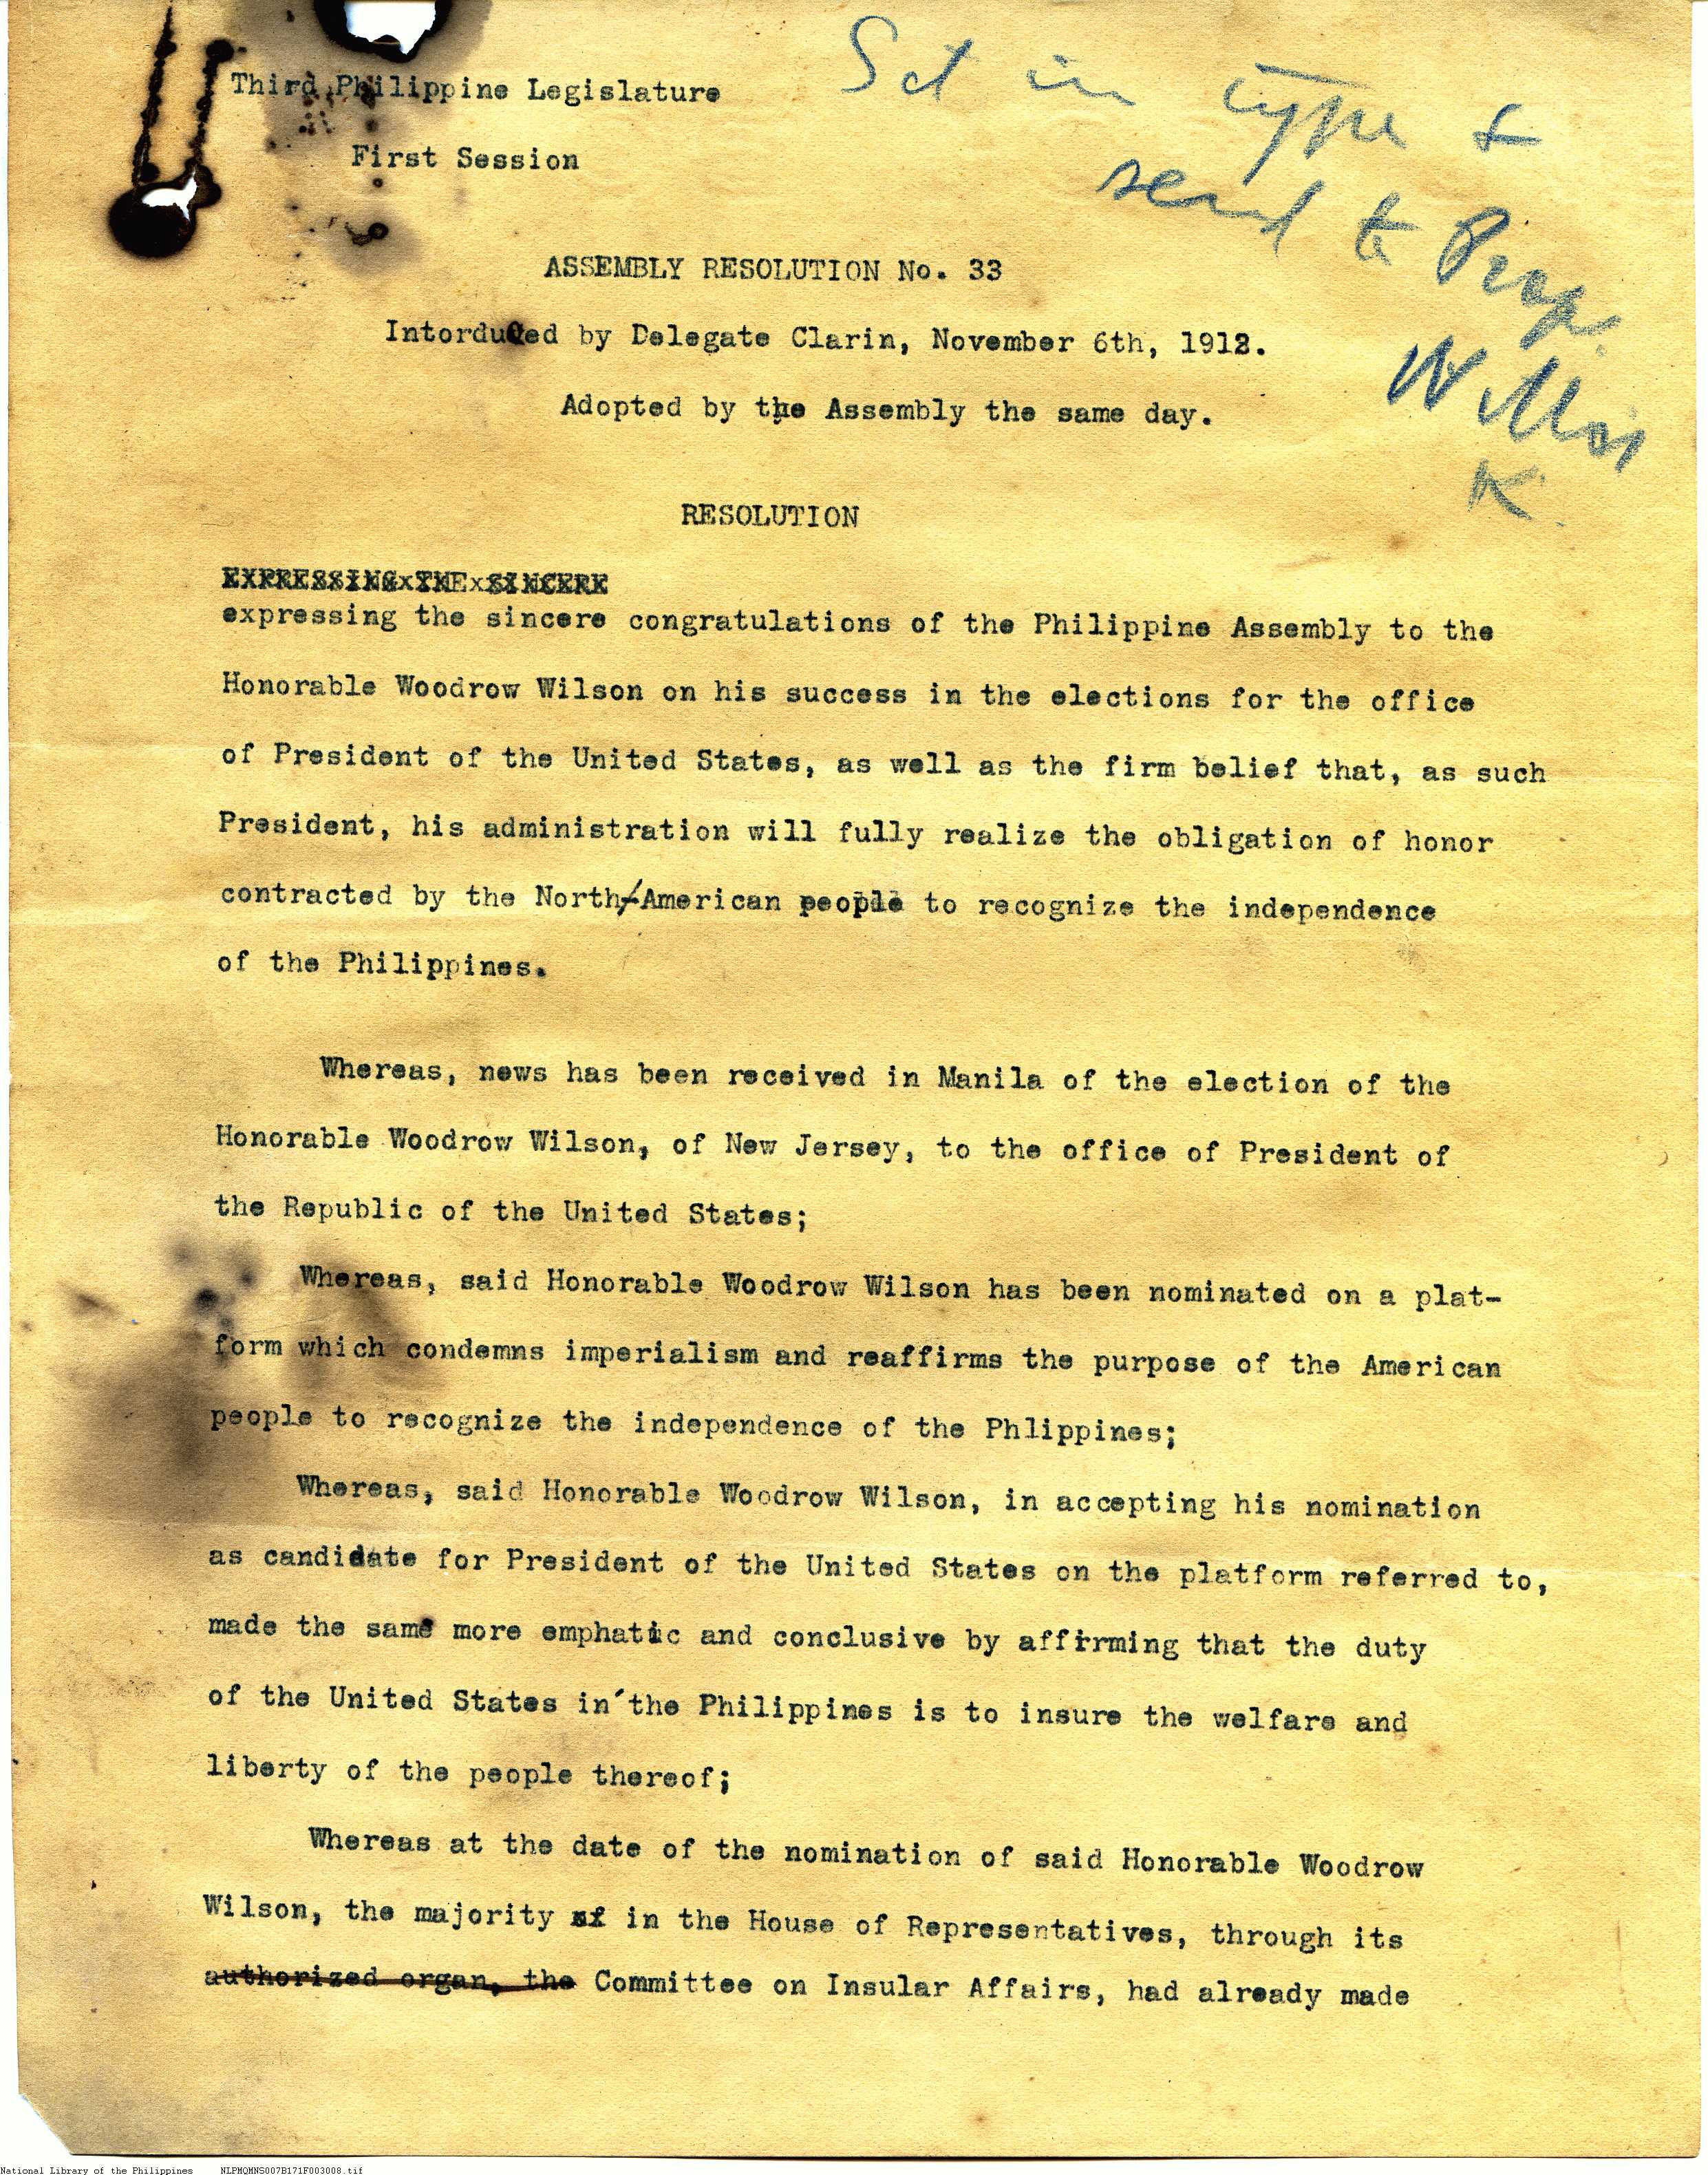 Set in type &
send to Prop.
Third Philippine Legislature
First Session
ASSEMBLY RESOLUTION No. 33
Intorduced by Delegate Clarin, November 6th, 1912.
Adopted by the Assembly the same day.
RESOLUTION
EXPRESSING THE SINCERE
expressing the sincere congratulations of the Philippine Assembly to the
Honorable Woodrow Wilson on his success in the elections for the office
of President of the United States, as well as the firm belief that, as such
President, his administration will fully realize the obligation of honor
contracted by the North-American people to recognize the independence
of the Philippines.
Whereas, news has been received in Manila of the election of the
Honorable Woodrow Wilson, of New Jersey, to the office of President of
the Republic of the United States;
Whereas, said Honorable Woodrow Wilson has been nominated on a plat-
form which condemns imperialism and reaffirms the purpose of the American
people to recognize the independence of the Phlippines;
Whereas, said Honorable Woodrow Wilson, in accepting his nomination
as candidate for President of the United States on the platform referred to,
made the same more emphatic and conclusive by affirming that the duty
of the United States in the Philippines is to insure the welfare and
liberty of the people thereof;
Whereas at the date of the nomination of said Honorable Woodrow
Wilson, the majority of in the House of Representatives, through its
authorized organ, the Committee on Insular Affairs, had already made
National Library of the Philippines NLPMQMNS007B171F003008.tif